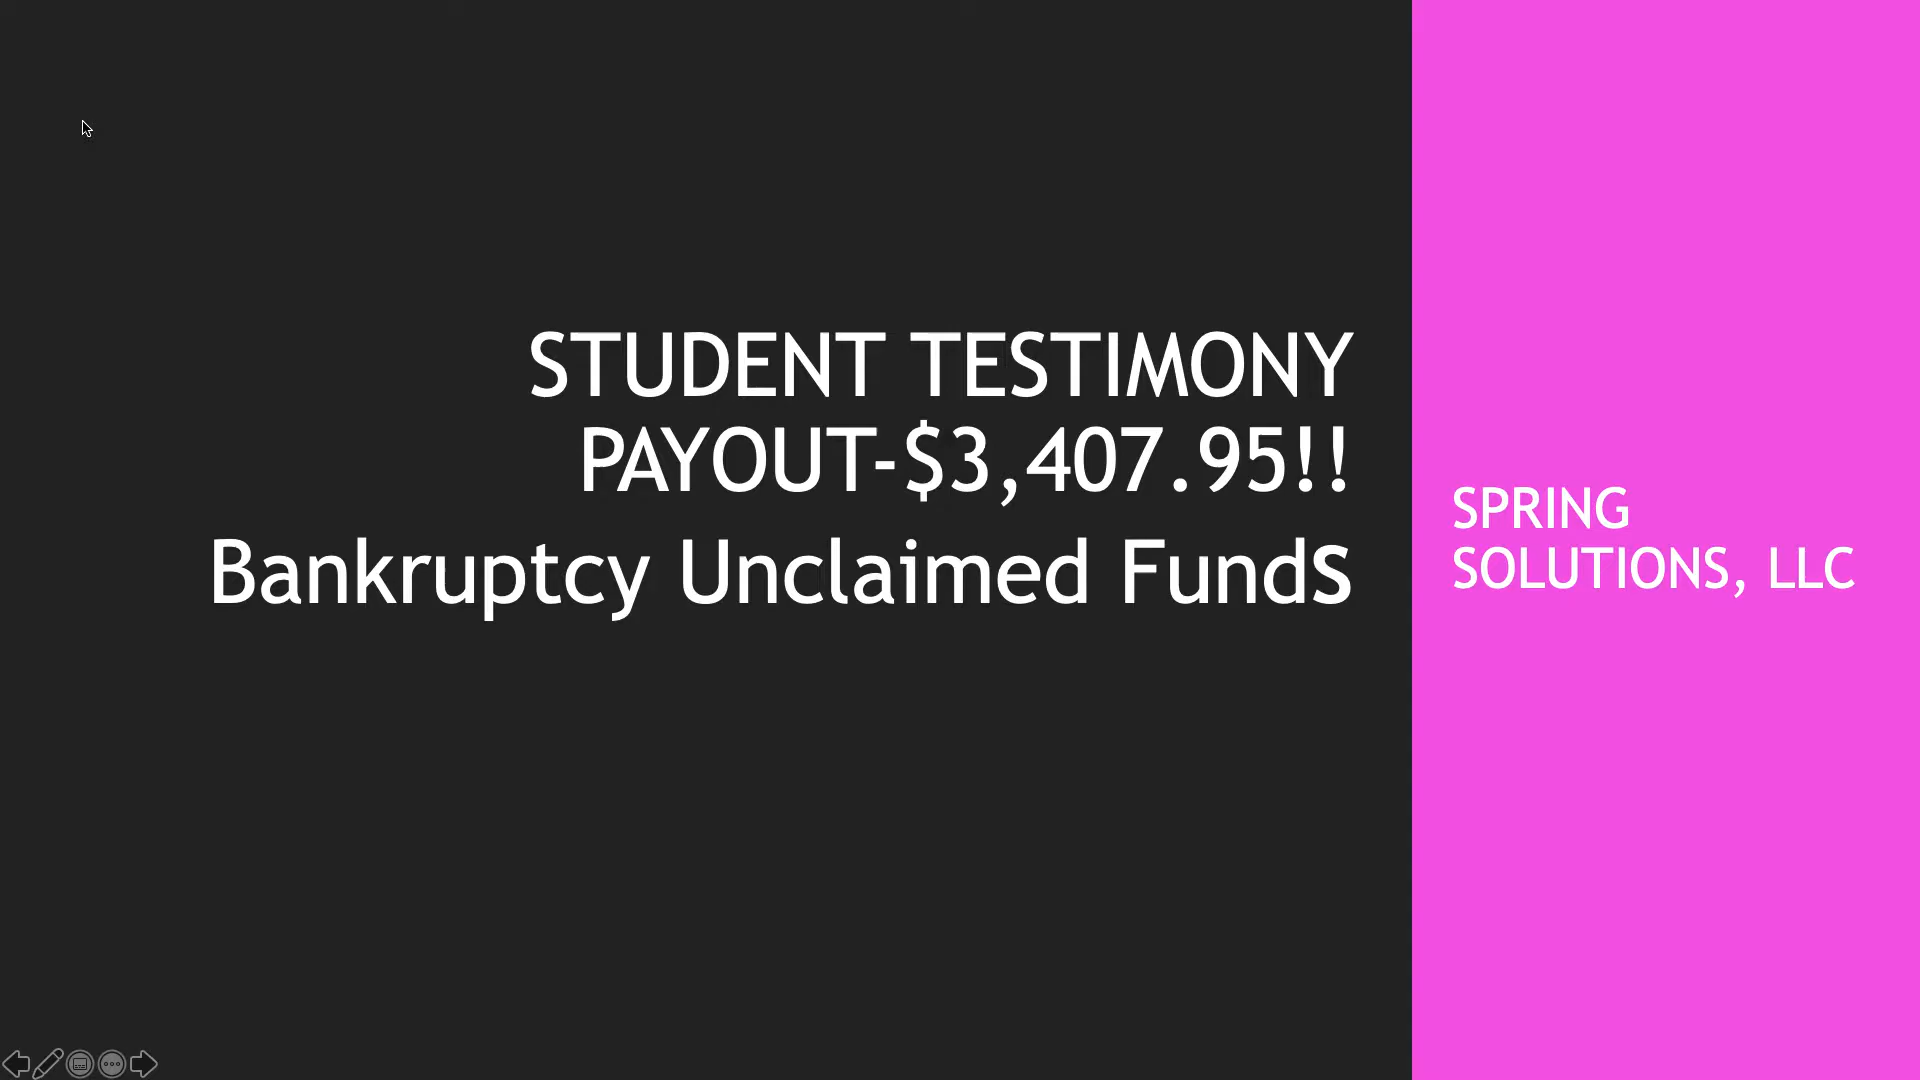 STUDENT TESTIMONY
PAYOUT-$3,407.95!!
Bankruptcy Unclaimed Funds
SPRING
SOLUTIONS, LLC